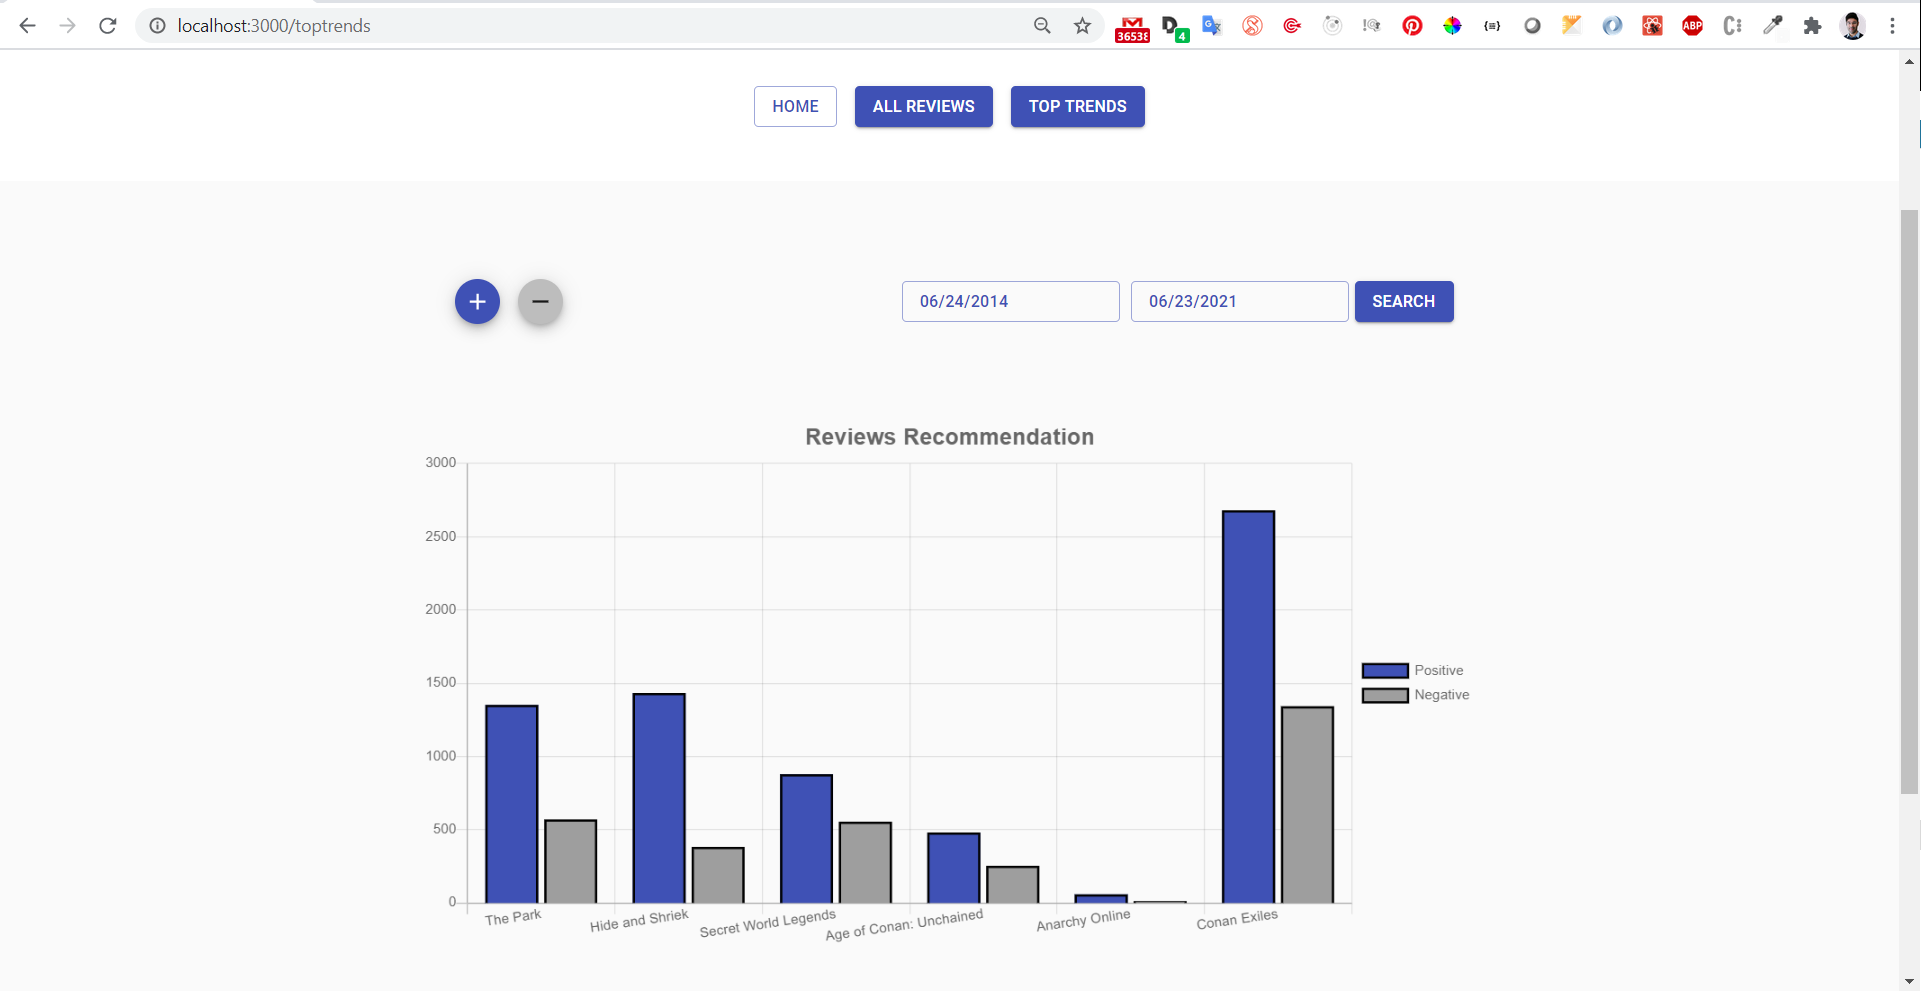 localhost:3000/toptrends
36538
4
ABP
HOME ALL REVIEWS TOP TRENDS
06/24/2014 06/23/2021 SEARCH
Reviews Recommendation
3000
2500
2000
1500
1000
500
0
Positive
Negative
The Park
Hide and Shriek
Secret World Legends
Age of Conan: Unchained
Anarchy Online
Conan Exiles